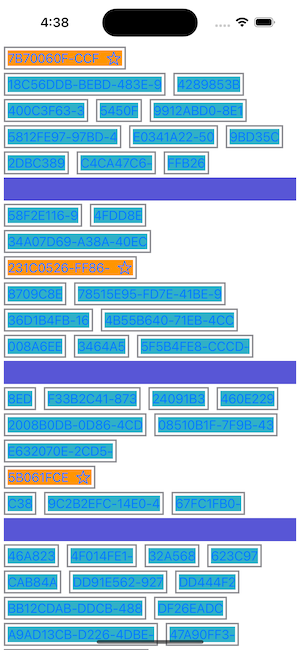 4:38
7B70060F-CCF ☆
18C56DDB-BEBD-483E-9 4289853B
400C3F63-3 5450F 9912ABD0-8E1
5812FE97-97BD-4 E0341A22-50 9BD35C
2DBC389 C4CA47C6- FFB26
58F2E116-9 4FDD8E
34A07D69-A38A-40EC
231C0526-FF86- ☆
8709C8E 78515E95-FD7E-41BE-9
36D1B4FB-16 4B55B640-71EB-4CC
008A6EE 3464A5 5F5B4FE8-CCCD-
8ED F33B2C41-873 24091B3 460E229
2008B0DB-0D86-4CD 08510B1F-7F9B-43
E632070E-2CD5-
5B061FCE ☆
C38 9C2B2EFC-14E0-4 67FC1FB0-
46A823 4F014FE1- 82A568 623C97
CAB84A DD91E562-927 DD444F2
BB12CDAB-DDCB-488 DF26EADC
A9AD13CB-D226-4DBE- 47A90FF3-